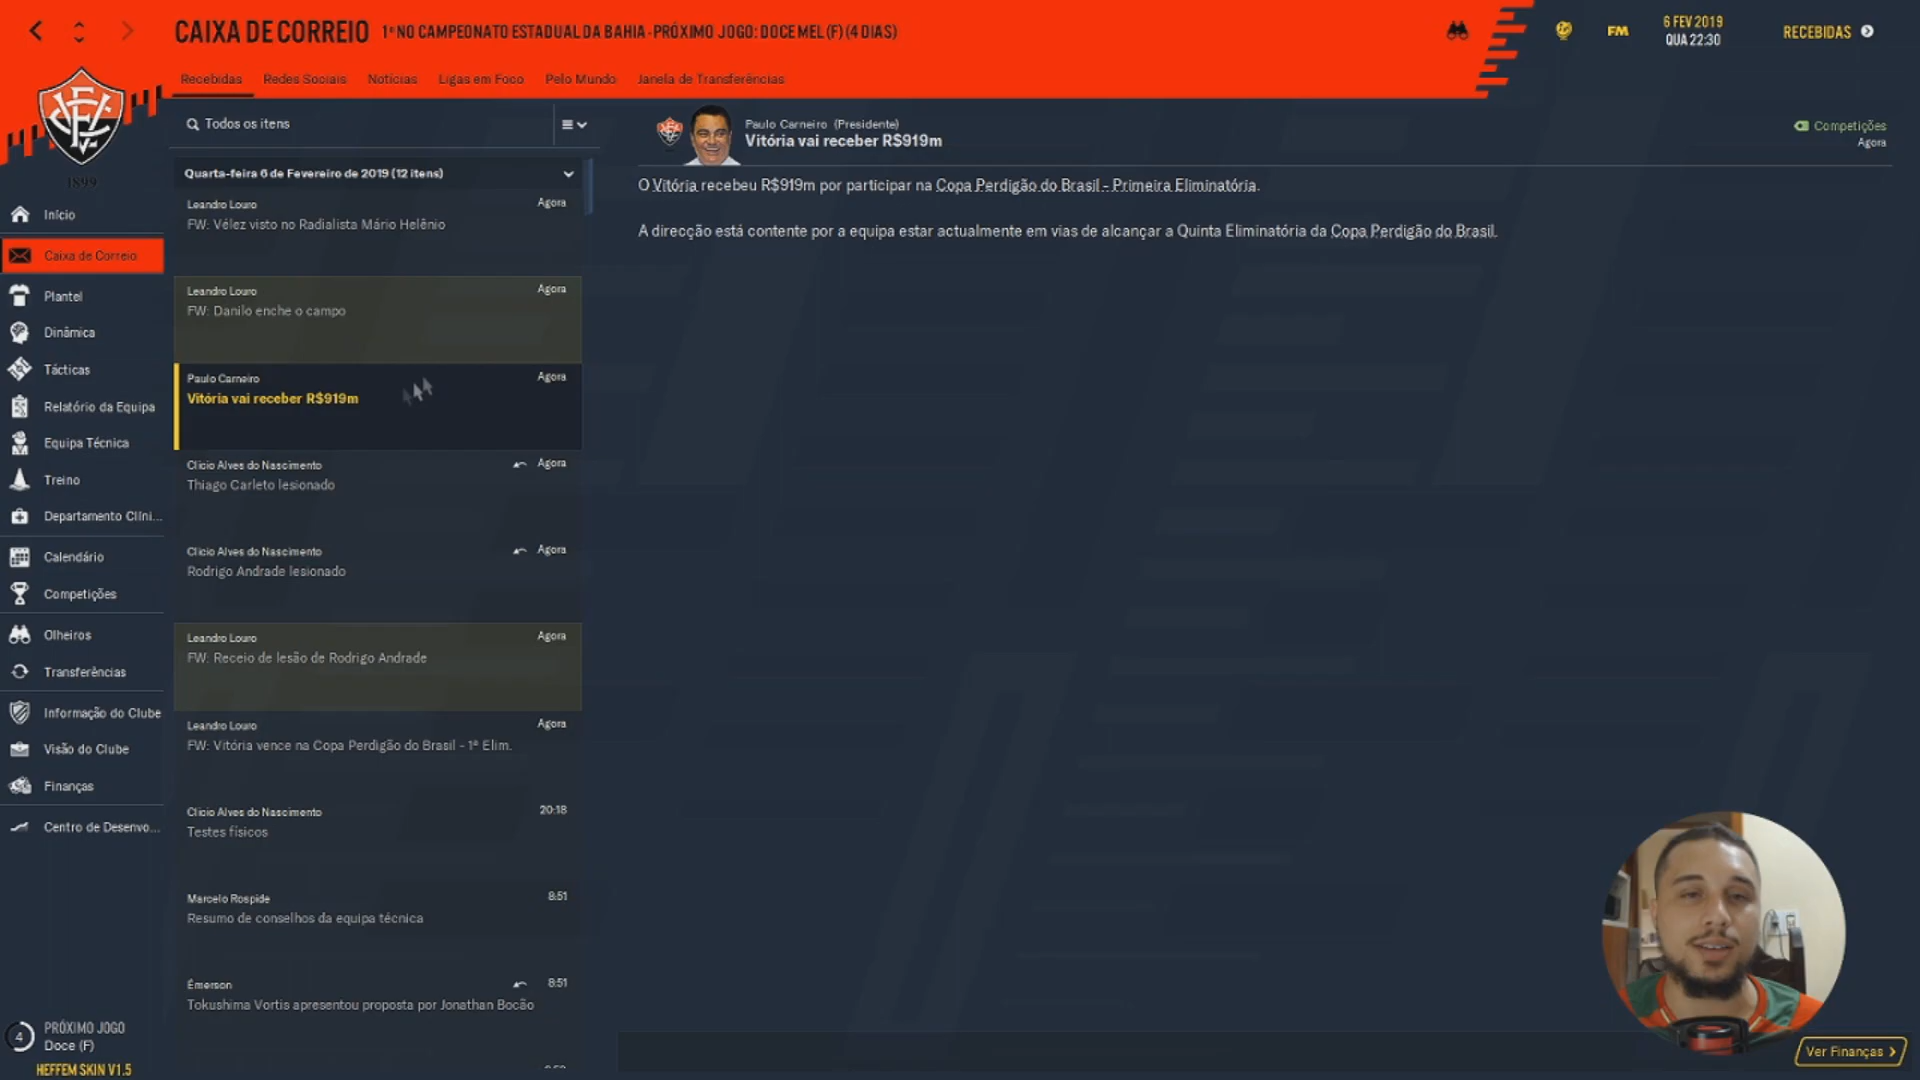 CAIXA DE CORREIO
1º NO CAMPEONATO ESTADUAL DA BAHIA - PRÓXIMO JOGO: DOCE MEL (F) (4 DIAS)
FM
6 FEV 2019
QUA 22:30
RECEBIDAS
Recebidas
Redes Sociais
Notícias
Ligas em Foco
Pelo Mundo
Janela de Transferências
1899
Início
Caixa de Correio
Plantel
Dinâmica
Tácticas
Relatório da Equipa
Equipa Técnica
Treino
Departamento Clíni...
Calendário
Competições
Olheiros
Transferências
Informação do Clube
Visão do Clube
Finanças
Centro de Desenvo...
4
PRÓXIMO JOGO
Doce (F)
HEFFEM SKIN V1.5
Todos os itens
Quarta-feira 6 de Fevereiro de 2019 (12 itens)
Leandro Louro Agora
FW: Vélez visto no Radialista Mário Helênio
Leandro Louro Agora
FW: Danilo enche o campo
Paulo Carneiro Agora
Vitória vai receber R$919m
Clício Alves do Nascimento Agora
Thiago Carleto lesionado
Clício Alves do Nascimento Agora
Rodrigo Andrade lesionado
Leandro Louro Agora
FW: Receio de lesão de Rodrigo Andrade
Leandro Louro Agora
FW: Vitória vence na Copa Perdigão do Brasil - 1ª Elim.
Clício Alves do Nascimento 20:18
Testes físicos
Marcelo Rospide 8:51
Resumo de conselhos da equipa técnica
Émerson 8:51
Tokushima Vortis apresentou proposta por Jonathan Bocão
Paulo Carneiro (Presidente)
Vitória vai receber R$919m
Competições
Agora
O Vitória recebeu R$919m por participar na Copa Perdigão do Brasil - Primeira Eliminatória.
A direcção está contente por a equipa estar actualmente em vias de alcançar a Quinta Eliminatória da Copa Perdigão do Brasil.
Ver Finanças